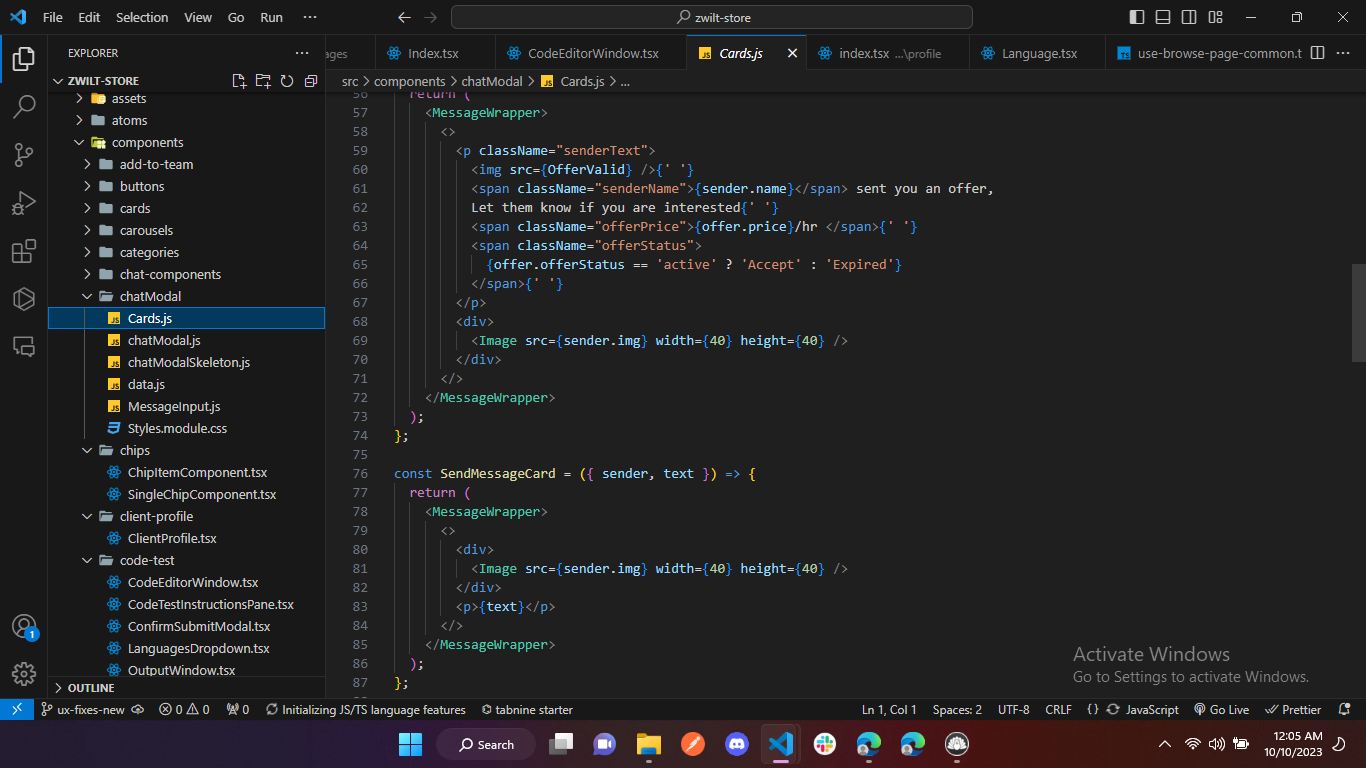 File Edit Selection View Go Run ··· zwilt-store
EXPLORER ···
ages Index.tsx CodeEditorWindow.tsx Cards.js index.tsx ...\profile Language.tsx use-browse-page-common.t ···
ZWILT-STORE
src > components > chatModal > Cards.js > ...
assets
atoms
components
add-to-team
buttons
cards
carousels
categories
chat-components
chatModal
Cards.js
chatModal.js
chatModalSkeleton.js
data.js
MessageInput.js
Styles.module.css
chips
ChipItemComponent.tsx
SingleChipComponent.tsx
client-profile
ClientProfile.tsx
code-test
CodeEditorWindow.tsx
CodeTestInstructionsPane.tsx
ConfirmSubmitModal.tsx
LanguagesDropdown.tsx
OutputWindow.tsx
OUTLINE
56 return (
57 <MessageWrapper>
58 <>
59 <p className="senderText">
60 <img src={OfferValid} />{' '}
61 <span className="senderName">{sender.name}</span> sent you an offer,
62 Let them know if you are interested{' '}
63 <span className="offerPrice">{offer.price}/hr </span>{' '}
64 <span className="offerStatus">
65 {offer.offerStatus == 'active' ? 'Accept' : 'Expired'}
66 </span>{' '}
67 </p>
68 <div>
69 <Image src={sender.img} width={40} height={40} />
70 </div>
71 </>
72 </MessageWrapper>
73 );
74 };
75
76 const SendMessageCard = ({ sender, text }) => {
77 return (
78 <MessageWrapper>
79 <>
80 <div>
81 <Image src={sender.img} width={40} height={40} />
82 </div>
83 <p>{text}</p>
84 </>
85 </MessageWrapper>
86 );
87 };
Activate Windows
Go to Settings to activate Windows.
1
ux-fixes-new 0 0 0 Initializing JS/TS language features tabnine starter Ln 1, Col 1 Spaces: 2 UTF-8 CRLF {} JavaScript Go Live Prettier
Search
12:05 AM
10/10/2023